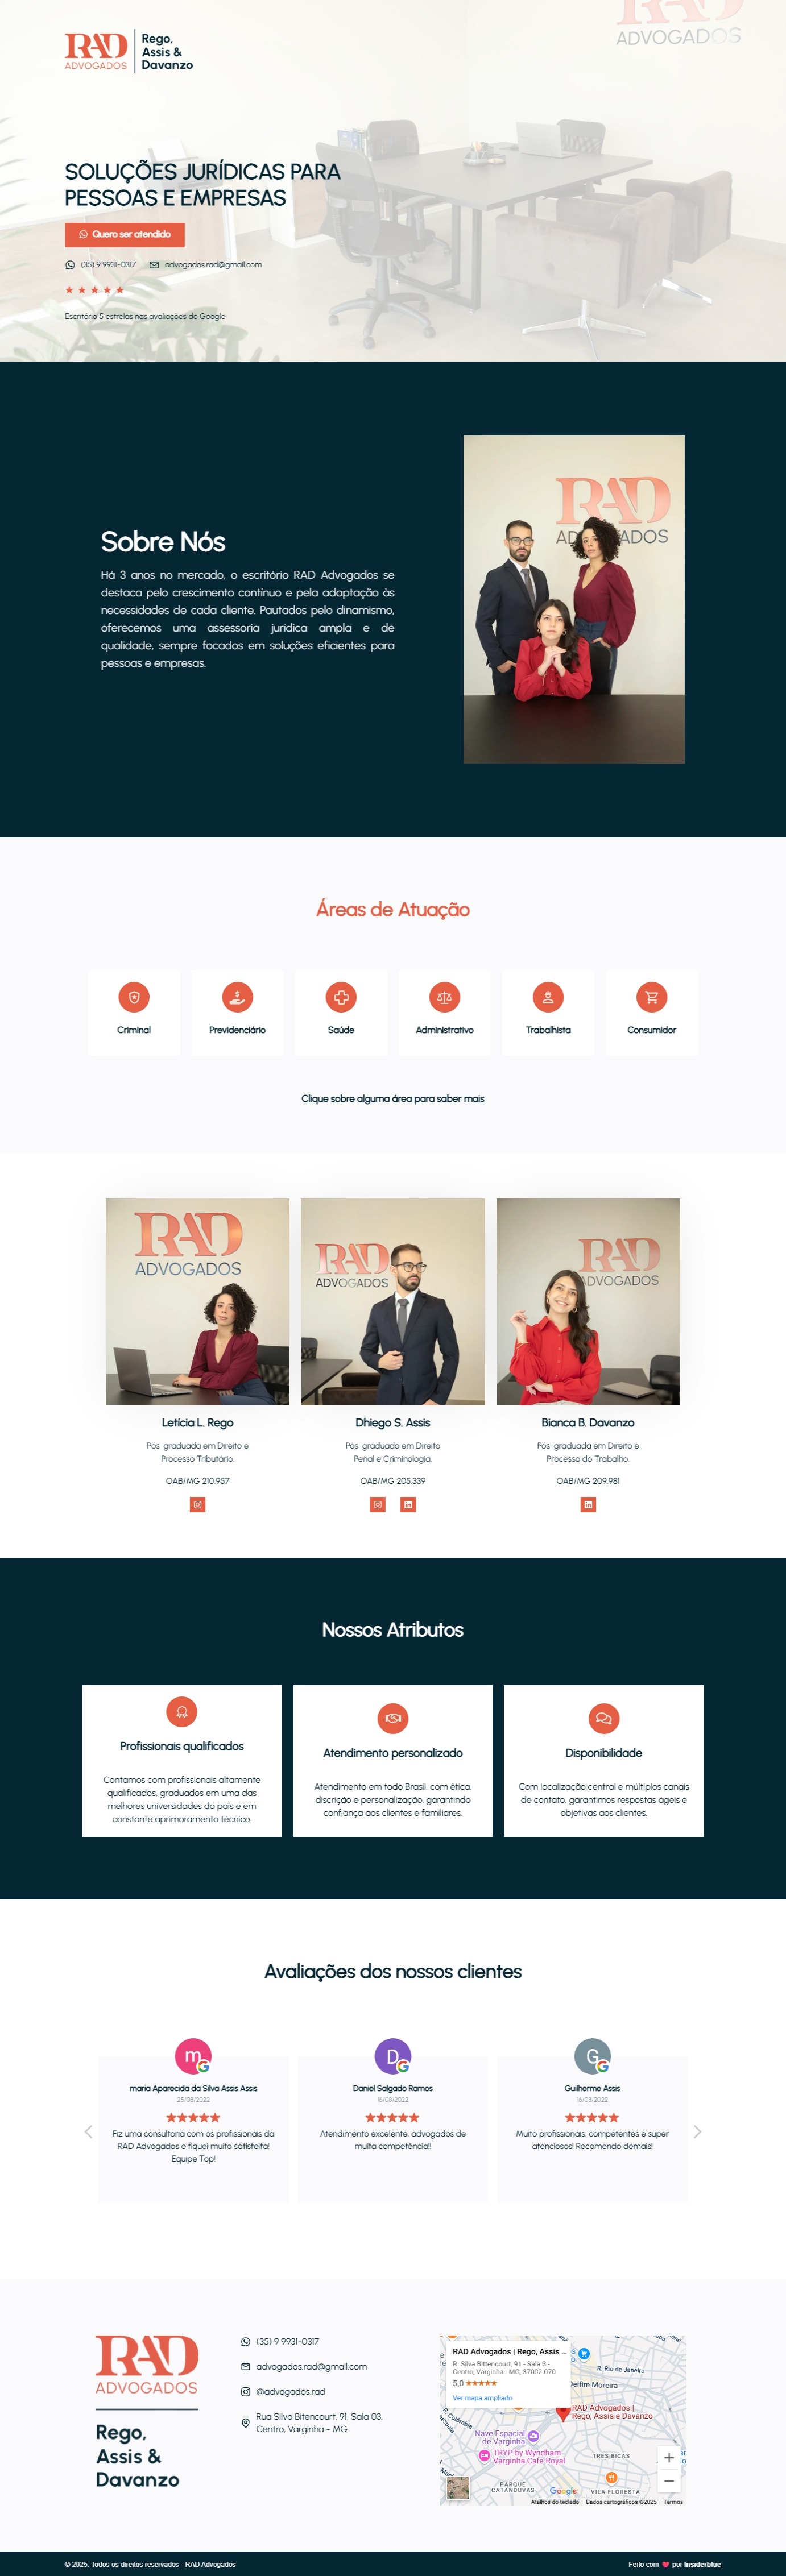 RAD
ADVOGADOS
Rego,
Assis &
Davanzo
RAD
ADVOGADOS
SOLUÇÕES JURÍDICAS PARA
PESSOAS E EMPRESAS
Quero ser atendido
(35) 9 9931-0317 advogados.rad@gmail.com
Escritório 5 estrelas nas avaliações do Google
Sobre Nós
Há 3 anos no mercado, o escritório RAD Advogados se
destaca pelo crescimento contínuo e pela adaptação às
necessidades de cada cliente. Pautados pelo dinamismo,
oferecemos uma assessoria jurídica ampla e de
qualidade, sempre focados em soluções eficientes para
pessoas e empresas.
RAD
Áreas de Atuação
Criminal
Previdenciário
Saúde
Administrativo
Trabalhista
Consumidor
Clique sobre alguma área para saber mais
RAD
ADVOGADOS
RAD
ADVOGADOS
RAD
ADVOGADOS
Letícia L. Rego
Pós-graduada em Direito e
Processo Tributário.
OAB/MG 210.957
Dhiego S. Assis
Pós-graduado em Direito
Penal e Criminologia.
OAB/MG 205.339
Bianca B. Davanzo
Pós-graduada em Direito e
Processo do Trabalho.
OAB/MG 209.981
Nossos Atributos
Profissionais qualificados
Contamos com profissionais altamente
qualificados, graduados em uma das
melhores universidades do país e em
constante aprimoramento técnico.
Atendimento personalizado
Atendimento em todo Brasil, com ética,
discrição e personalização, garantindo
confiança aos clientes e familiares.
Disponibilidade
Com localização central e múltiplos canais
de contato, garantimos respostas ágeis e
objetivas aos clientes.
Avaliações dos nossos clientes
m
maria Aparecida da Silva Assis Assis
25/08/2022
Fiz uma consultoria com os profissionais da
RAD Advogados e fiquei muito satisfeita!
Equipe Top!
D
Daniel Salgado Ramos
16/08/2022
Atendimento excelente, advogados de
muita competência!!
G
Guilherme Assis
16/08/2022
Muito profissionais, competentes e super
atenciosos! Recomendo demais!
RAD
ADVOGADOS
Rego,
Assis &
Davanzo
(35) 9 9931-0317
advogados.rad@gmail.com
@advogados.rad
Rua Silva Bitencourt, 91, Sala 03,
Centro, Varginha - MG
RAD Advogados | Rego, Assis ...
R. Silva Bittencourt, 91 - Sala 3 -
Centro, Varginha - MG, 37002-070
5,0
Ver mapa ampliado
R. Rio de Janeiro
Delfim Moreira
R. Colômbia
RAD Advogados |
Rego, Assis e Davanzo
Nave Espacial
de Varginha
TRYP by Wyndham
Varginha Cafe Royal
TRÊS BICAS
PARQUE
CATANDUVAS
VILA FLORESTA
Google
Atalhos do teclado Dados cartográficos ©2025 Termos
© 2025. Todos os direitos reservados - RAD Advogados
Feito com ❤ por Insiderblue